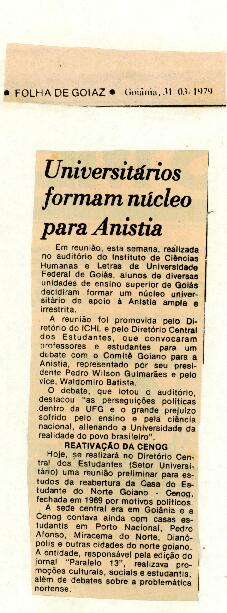 • FOLHA DE GOIAZ • Goiânia, 31/03/1979
Universitários
formam núcleo
para Anistia
Em reunião, esta semana, realizada
no auditório do Instituto de Ciências
Humanas e Letras da Universidade
Federal de Goiás, alunos de diversas
unidades de ensino superior de Goiás
decidiram formar um núcleo univer-
sitário de apoio à Anistia ampla e
irrestrita.
A reunião foi promovida pelo Di-
retório do ICHL e pelo Diretório Central
dos Estudantes, que convocaram
professores e estudantes para um
debate com o Comitê Goiano para a
Anistia, representado por seu presi-
dente Pedro Wilson Guimarães e pelo
vice, Waldomiro Batista.
O debate, que lotou o auditório,
destacou "as perseguições políticas
dentro da UFG e o grande prejuízo
sofrido pelo ensino e pela ciência
nacional, alienando a Universidade da
realidade do povo brasileiro".
REATIVAÇÃO DA CENOG
Hoje, se realizará no Diretório Cen-
tral dos Estudantes (Setor Univer-
sitário) uma reunião preliminar para es-
tudos da reabertura da Casa do Estu-
dante do Norte Goiano - Cenog,
fechada em 1969 por motivos políticos.
A sede central era em Goiânia e a
Cenog contava ainda com casas es-
tudantis em Porto Nacional, Pedro
Afonso, Miracema do Norte, Dianó-
polis e outras cidades do norte goiano.
A entidade, responsável pela edição do
jornal "Paralelo 13", realizava pro-
moções culturais, sociais e estudantis,
além de debates sobre a problemática
nortense.